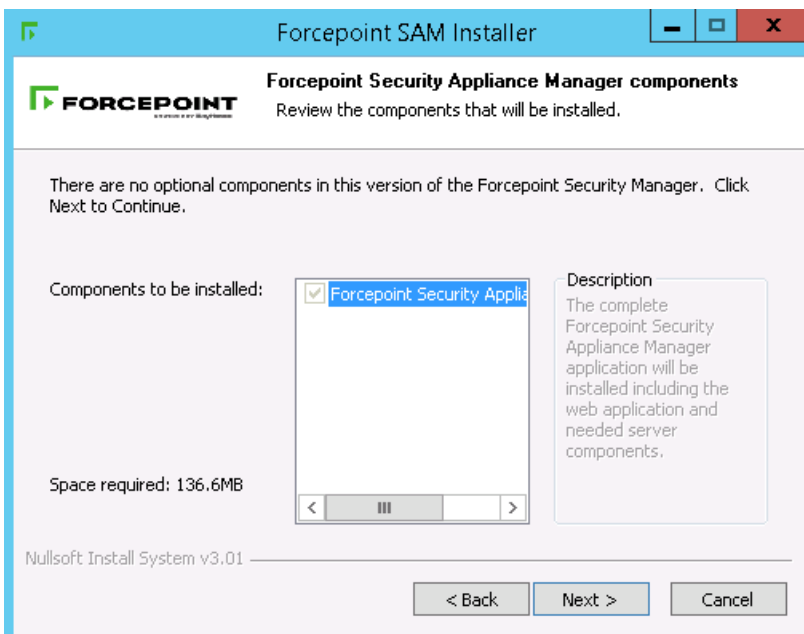 Forcepoint SAM Installer
FORCEPOINT
Forcepoint Security Appliance Manager components
Review the components that will be installed.
There are no optional components in this version of the Forcepoint Security Manager. Click
Next to Continue.
Components to be installed:
Forcepoint Security Applia
Description
The complete
Forcepoint Security
Appliance Manager
application will be
installed including the
web application and
needed server
components.
Space required: 136.6MB
Nullsoft Install System v3.01
< Back
Next >
Cancel